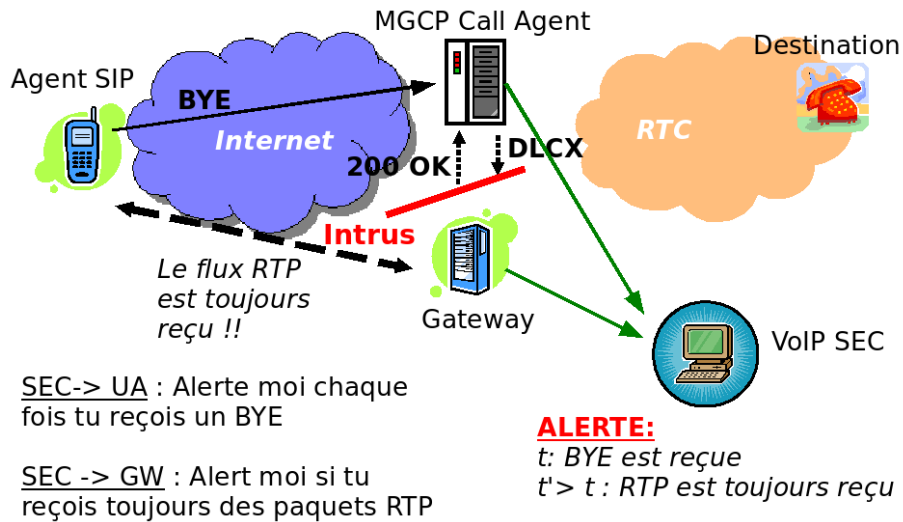 MGCP Call Agent
Destination
Agent SIP
BYE
Internet
RTC
200 OK
DLCX
Intrus
Le flux RTP
est toujours
reçu !!
Gateway
VoIP SEC
SEC-> UA : Alerte moi chaque
fois tu reçois un BYE
SEC -> GW : Alert moi si tu
reçois toujours des paquets RTP
ALERTE:
t: BYE est reçue
t'> t : RTP est toujours reçu